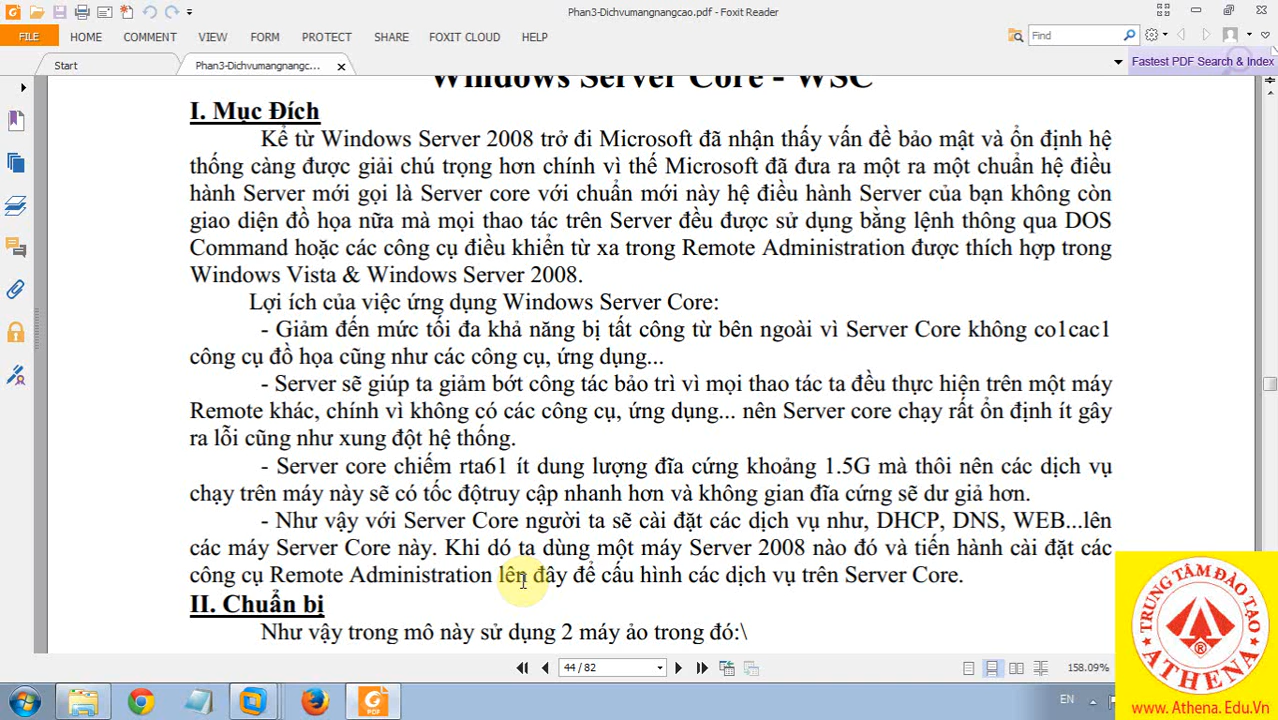 Phan3-Dichvumangnangcao.pdf - Foxit Reader
FILE HOME COMMENT VIEW FORM PROTECT SHARE FOXIT CLOUD HELP Find
Start Phan3-Dichvumangnangc... Fastest PDF Search & Index
Windows Server Core - WSC
I. Mục Đích
Kể từ Windows Server 2008 trở đi Microsoft đã nhận thấy vấn đề bảo mật và ổn định hệ
thống càng được giải chú trọng hơn chính vì thế Microsoft đã đưa ra một ra một chuẩn hệ điều
hành Server mới gọi là Server core với chuẩn mới này hệ điều hành Server của bạn không còn
giao diện đồ họa nữa mà mọi thao tác trên Server đều được sử dụng bằng lệnh thông qua DOS
Command hoặc các công cụ điều khiển từ xa trong Remote Administration được thích hợp trong
Windows Vista & Windows Server 2008.
Lợi ích của việc ứng dụng Windows Server Core:
- Giảm đến mức tối đa khả năng bị tất công từ bên ngoài vì Server Core không co1cac1
công cụ đồ họa cũng như các công cụ, ứng dụng...
- Server sẽ giúp ta giảm bớt công tác bảo trì vì mọi thao tác ta đều thực hiện trên một máy
Remote khác, chính vì không có các công cụ, ứng dụng... nên Server core chạy rất ổn định ít gây
ra lỗi cũng như xung đột hệ thống.
- Server core chiếm rta61 ít dung lượng đĩa cứng khoảng 1.5G mà thôi nên các dịch vụ
chạy trên máy này sẽ có tốc độtruy cập nhanh hơn và không gian đĩa cứng sẽ dư giả hơn.
- Như vậy với Server Core người ta sẽ cài đặt các dịch vụ như, DHCP, DNS, WEB...lên
các máy Server Core này. Khi dó ta dùng một máy Server 2008 nào đó và tiến hành cài đặt các
công cụ Remote Administration lên đây để cấu hình các dịch vụ trên Server Core.
II. Chuẩn bị
Như vậy trong mô này sử dụng 2 máy ảo trong đó:\
44 / 82 158.09%
EN
TRUNG TÂM ĐÀO TẠO
ATHENA
®
www.Athena.Edu.Vn